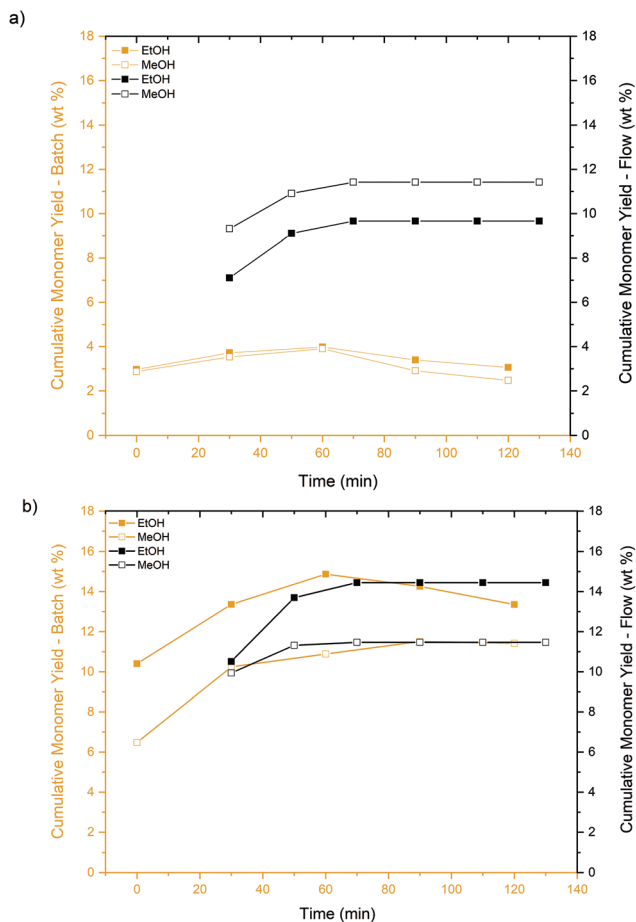 a)
18
16
14
12
10
8
6
4
2
0
Cumulative Monomer Yield - Batch (wt %)
EtOH
MeOH
EtOH
MeOH
18
16
14
12
10
8
6
4
2
0
Cumulative Monomer Yield - Flow (wt %)
0 20 40 60 80 100 120 140
Time (min)
b)
18
16
14
12
10
8
6
4
2
0
Cumulative Monomer Yield - Batch (wt %)
EtOH
MeOH
EtOH
MeOH
18
16
14
12
10
8
6
4
2
0
Cumulative Monomer Yield - Flow (wt %)
0 20 40 60 80 100 120 140
Time (min)